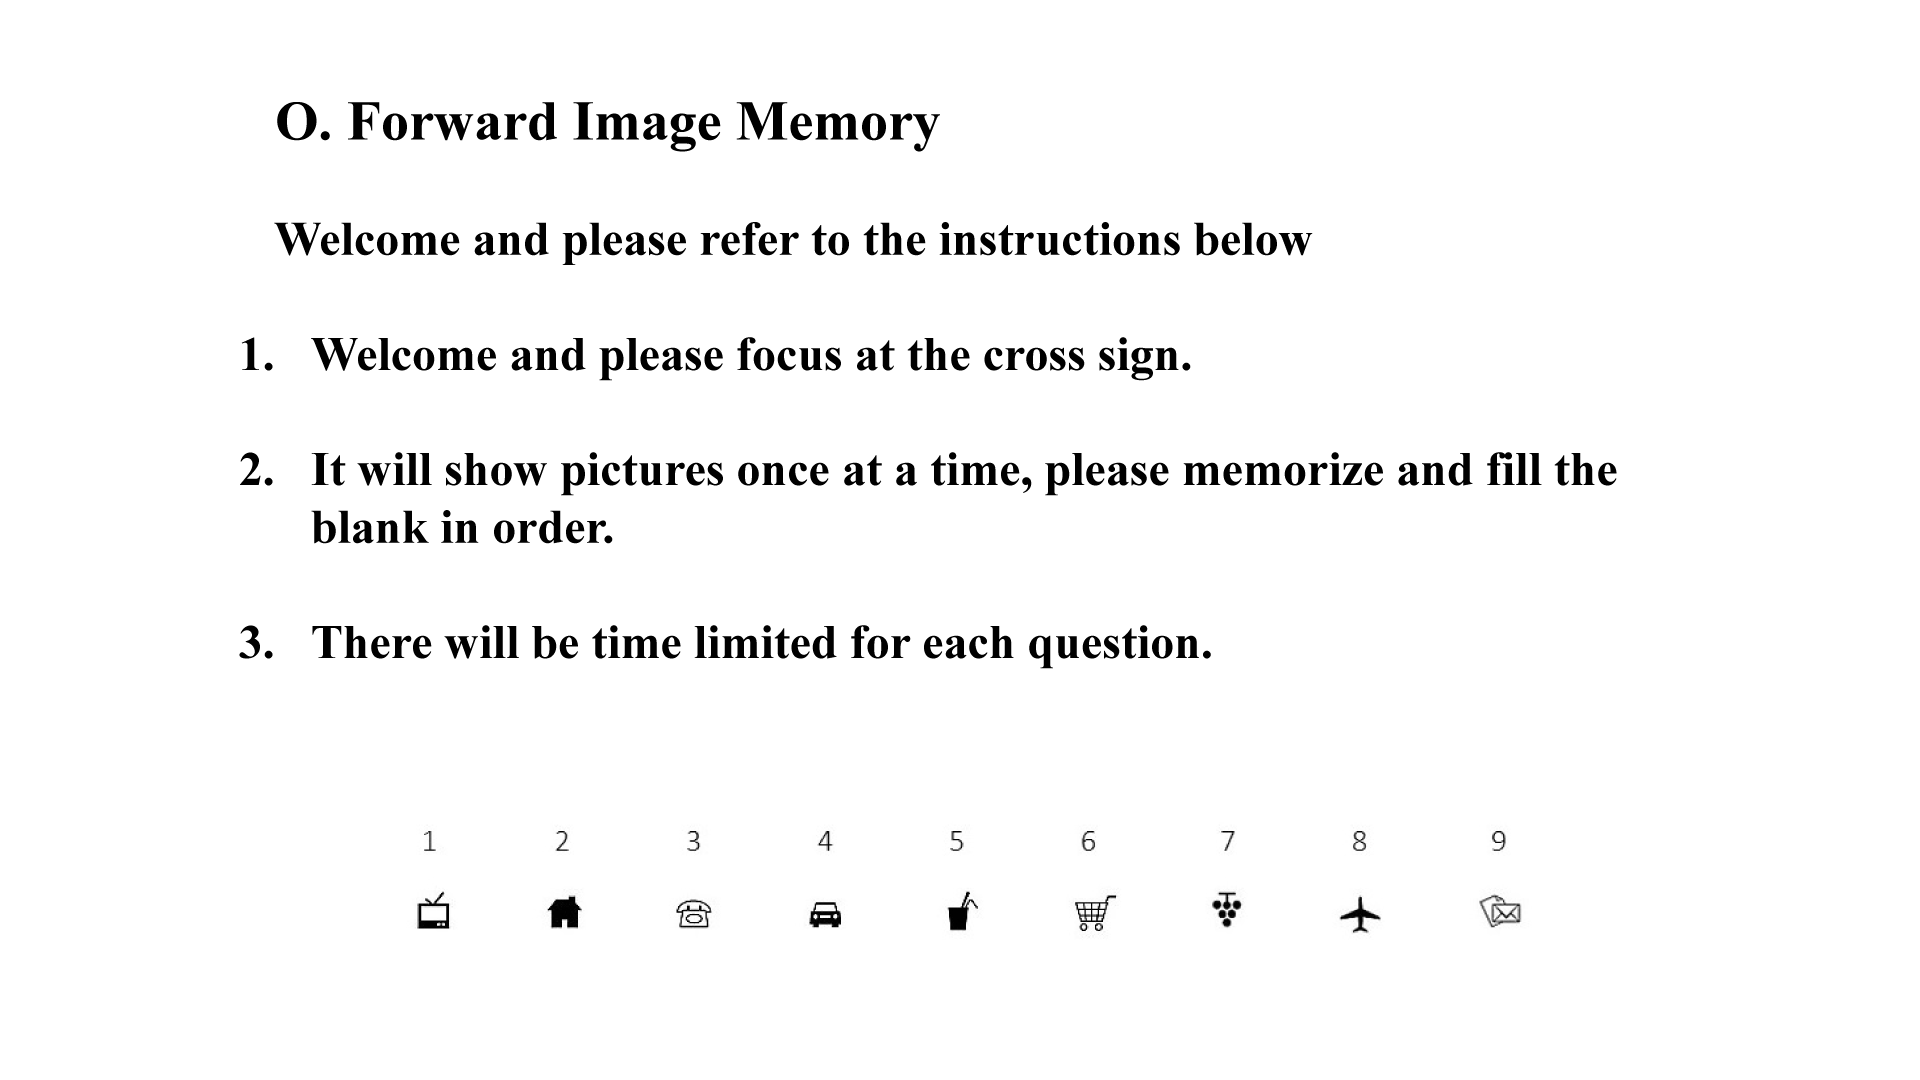 O. Forward Image Memory
Welcome and please refer to the instructions below
1. Welcome and please focus at the cross sign.
2. It will show pictures once at a time, please memorize and fill the
blank in order.
3. There will be time limited for each question.
1 2 3 4 5 6 7 8 9